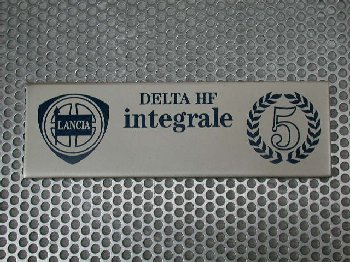 LANCIA
DELTA HF
integrale
5